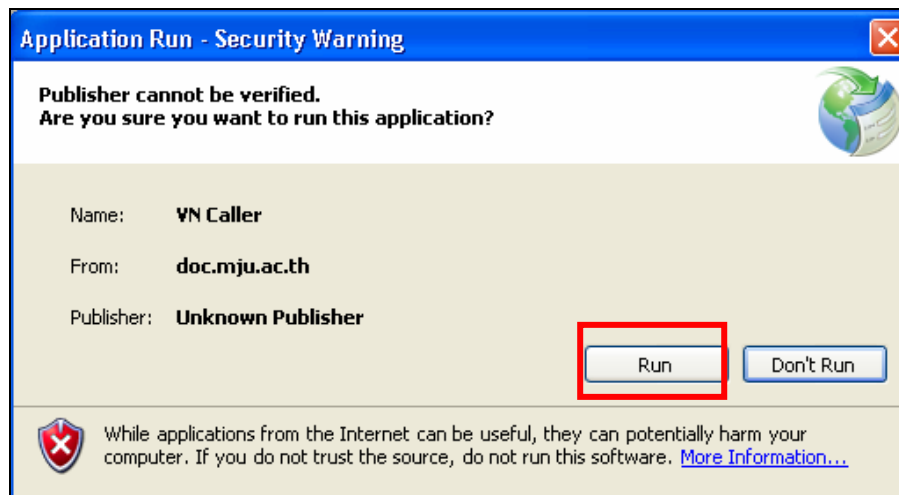 Application Run - Security Warning
Publisher cannot be verified.
Are you sure you want to run this application?
Name: VN Caller
From: doc.mju.ac.th
Publisher: Unknown Publisher
Run Don't Run
While applications from the Internet can be useful, they can potentially harm your
computer. If you do not trust the source, do not run this software. More Information...